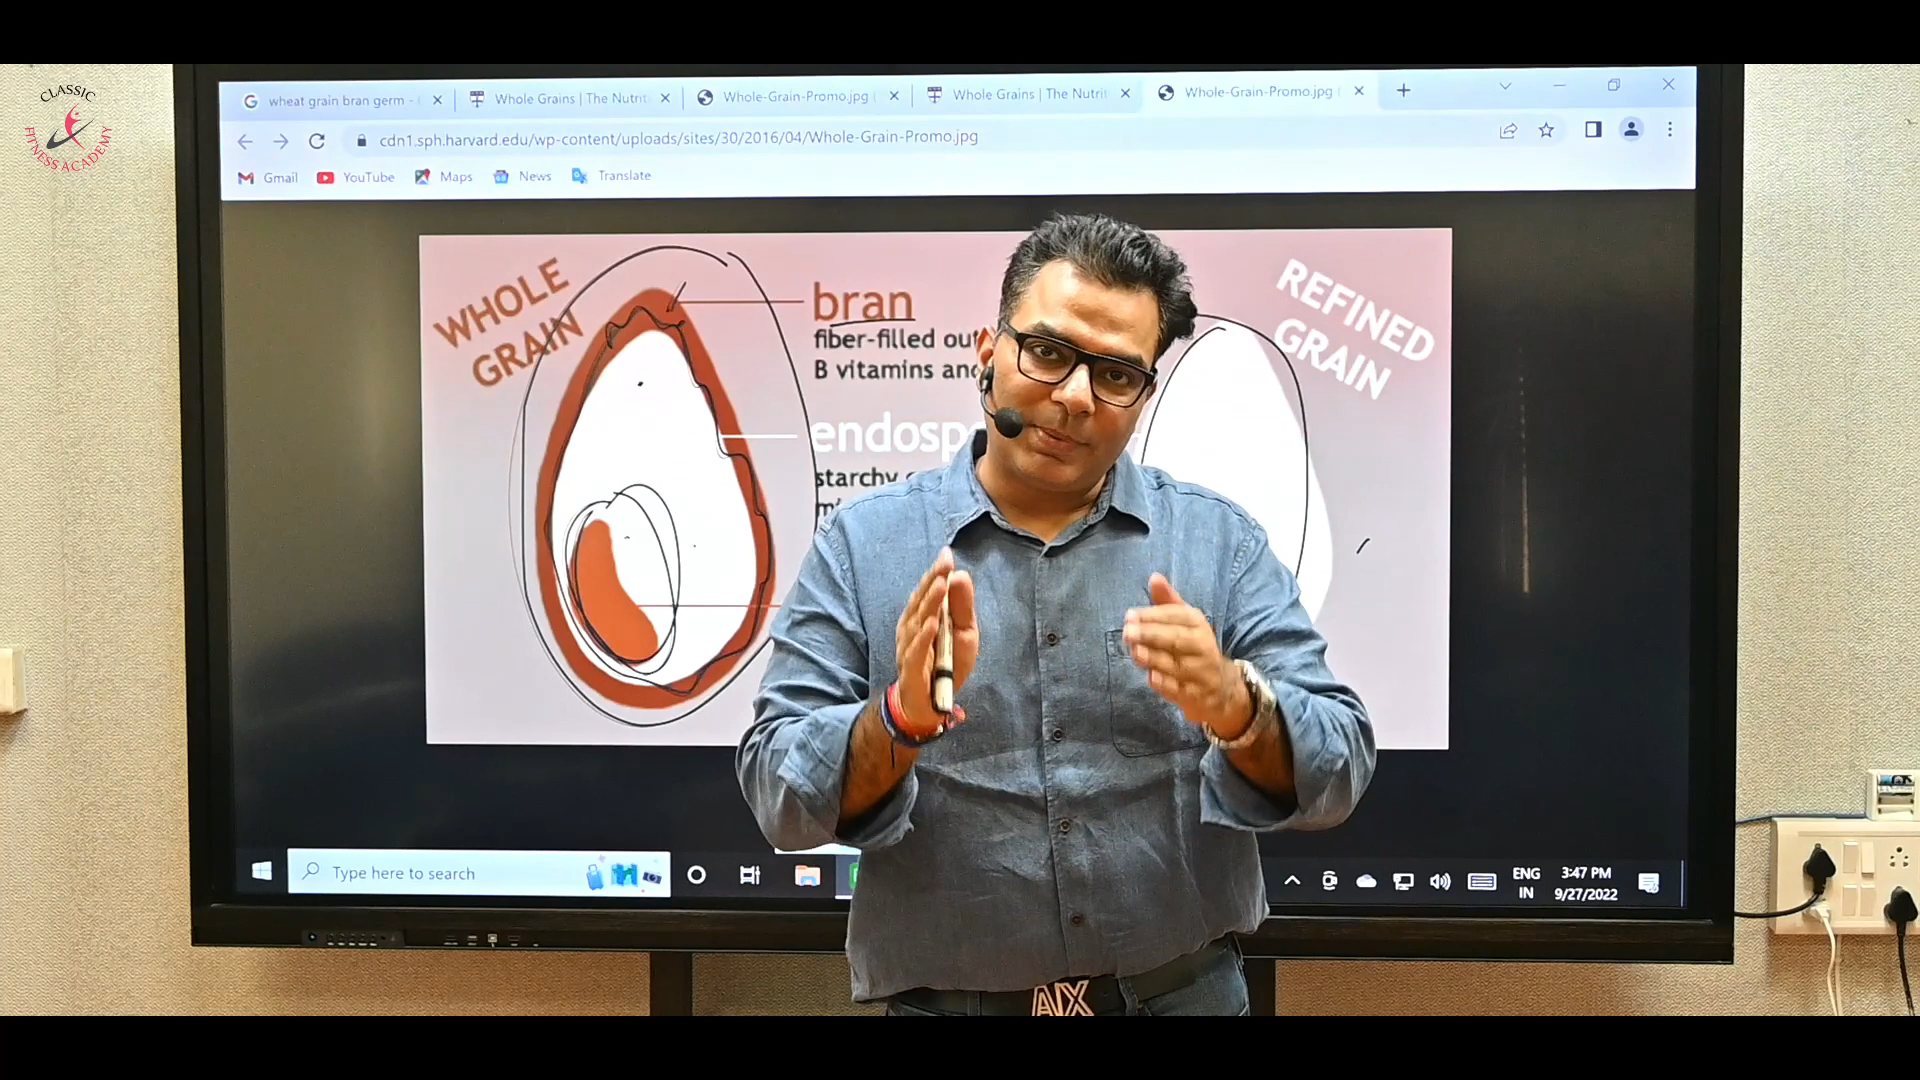 CLASSIC
FITNESS ACADEMY
wheat grain bran germ -
Whole Grains | The Nutrit
Whole-Grain-Promo.jpg (
Whole Grains | The Nutrit
Whole-Grain-Promo.jpg (
cdn1.sph.harvard.edu/wp-content/uploads/sites/30/2016/04/Whole-Grain-Promo.jpg
Gmail
YouTube
Maps
News
Translate
WHOLE
GRAIN
bran
fiber-filled out
B vitamins and
endospe
starchy
REFINED
GRAIN
Type here to search
ENG
IN
3:47 PM
9/27/2022
A/X